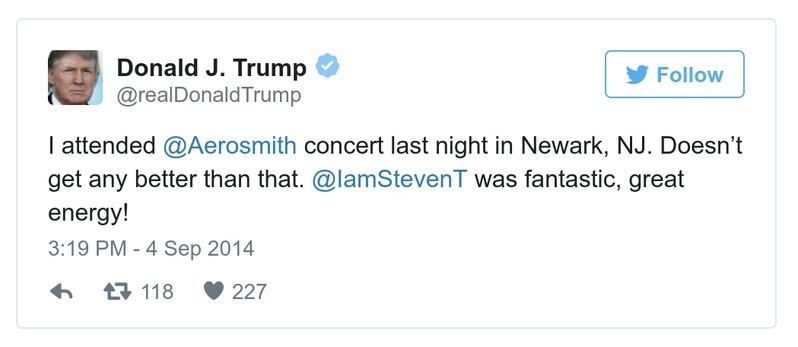 Donald J. Trump
@realDonaldTrump
Follow
I attended @Aerosmith concert last night in Newark, NJ. Doesn’t
get any better than that. @IamStevenT was fantastic, great
energy!
3:19 PM - 4 Sep 2014
118 227